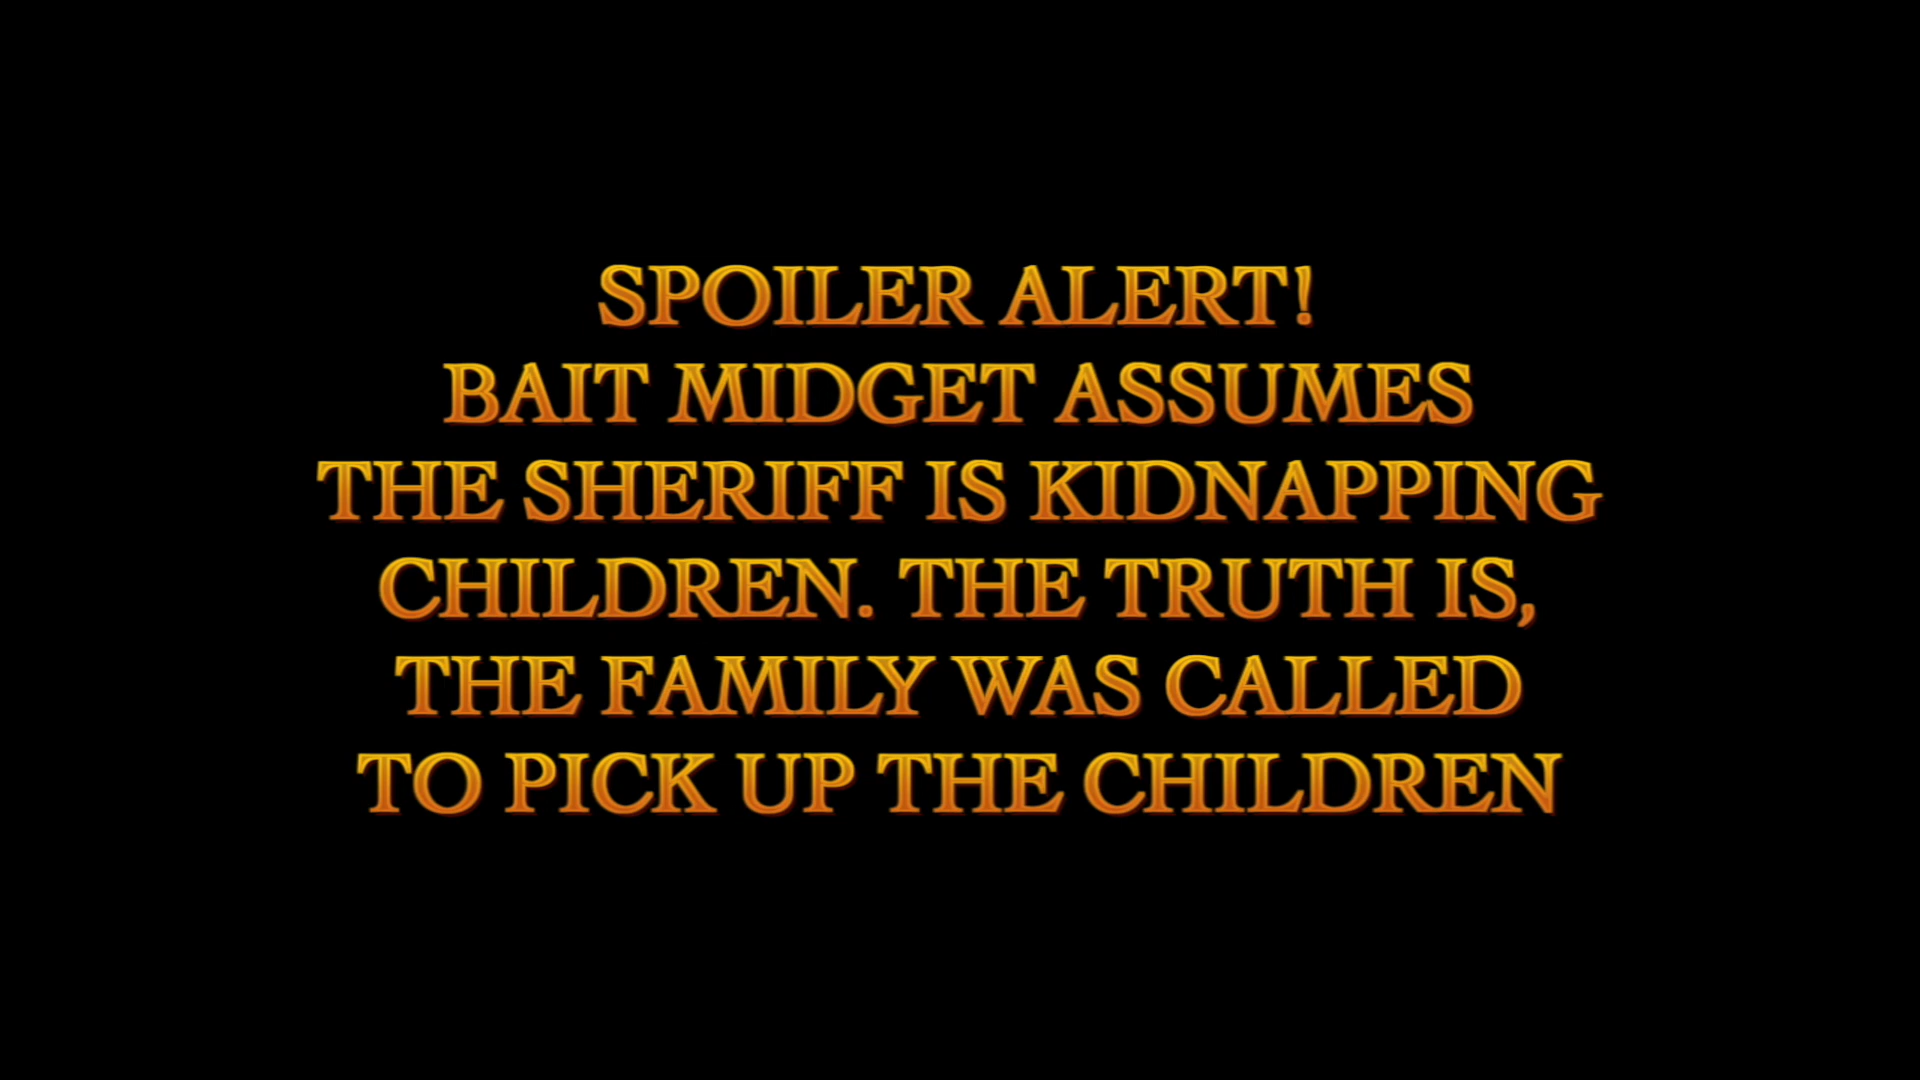 SPOILER ALERT!
BAIT MIDGET ASSUMES
THE SHERIFF IS KIDNAPPING
CHILDREN. THE TRUTH IS,
THE FAMILY WAS CALLED
TO PICK UP THE CHILDREN